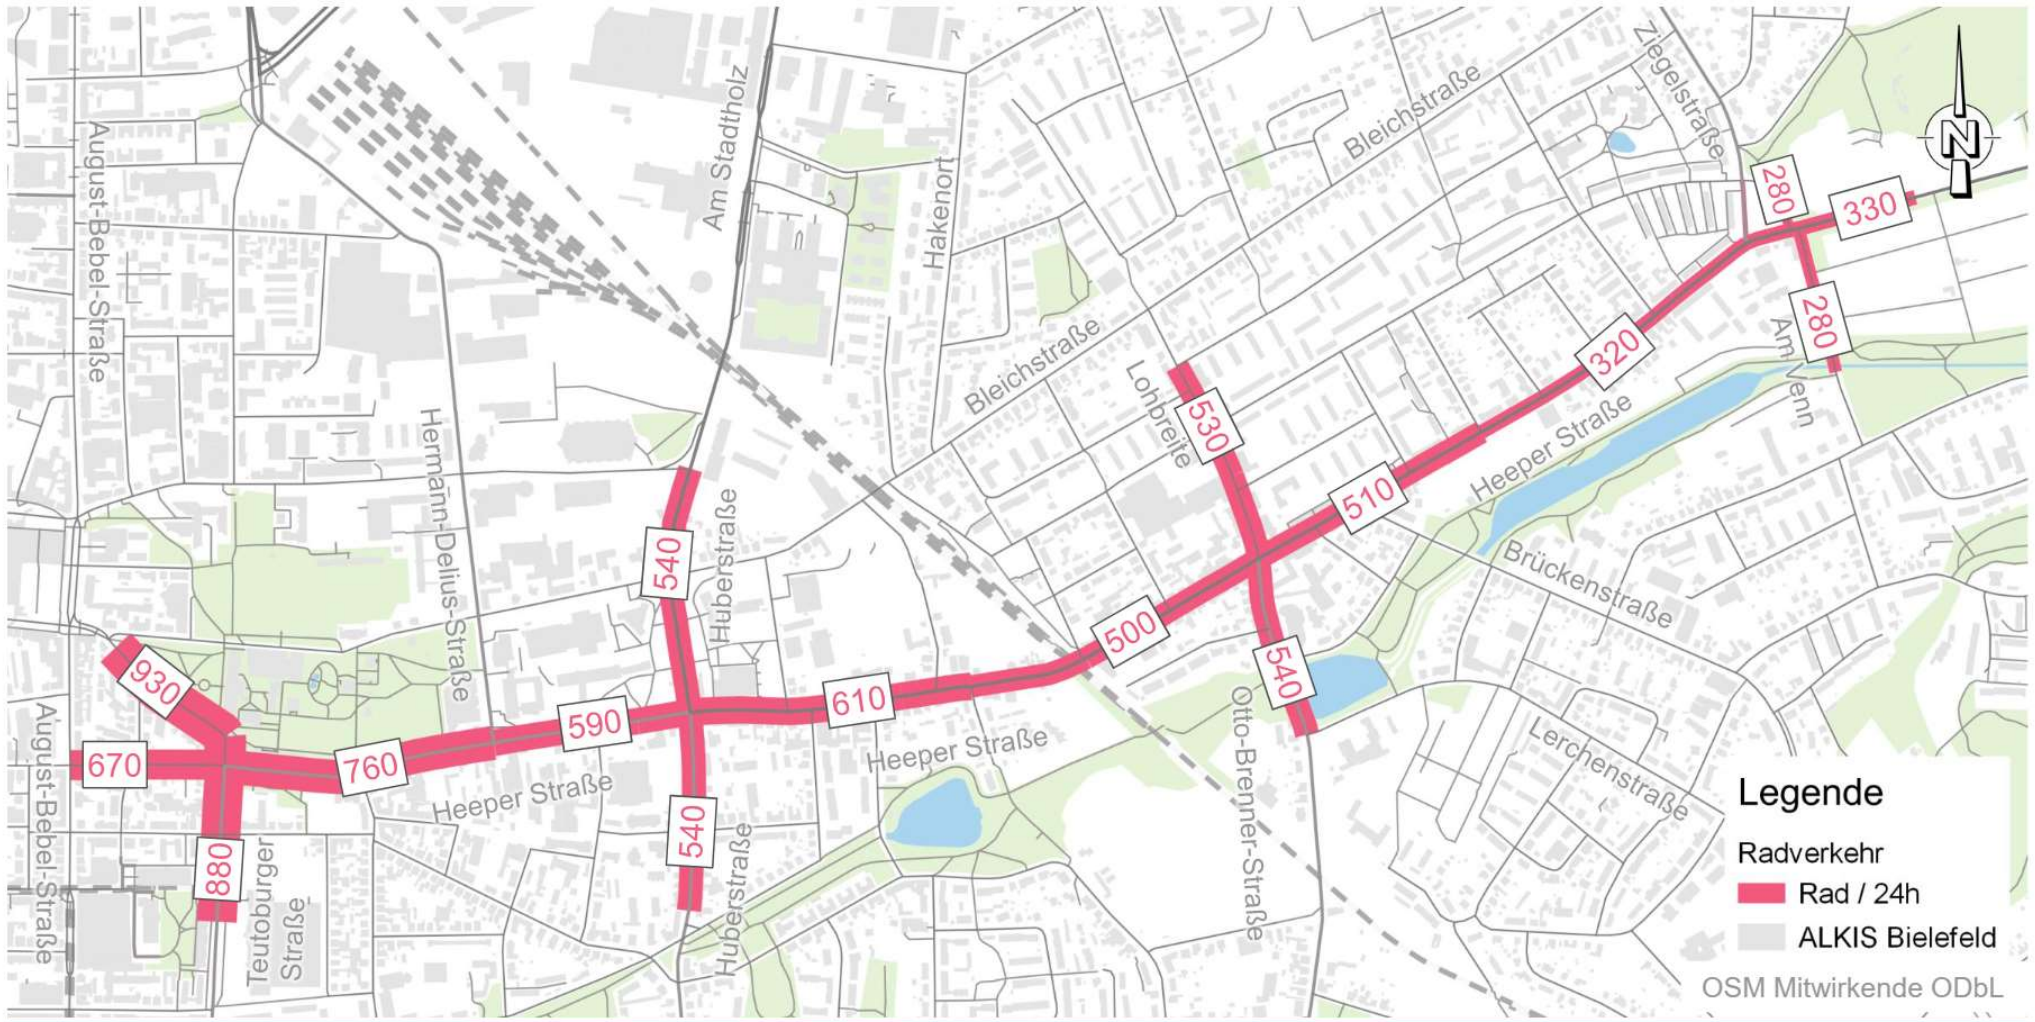 Ziegelstraße
Am Stadtholz
Bleichstraße
August-Bebel-Straße
N
Hakenort
280
330
280
Bleichstraße
Am Venn
320
Lohbreite
530
Heeper Straße
Hermann-Delius-Straße
510
Huberstraße
540
Brückenstraße
500
930
540
610
590
Otto-Brenner-Straße
August-Bebel-Straße
670
760
Heeper Straße
Heeper Straße
Lerchenstraße
540
880
Teutoburger
Straße
Huberstraße
Legende
Radverkehr
Rad / 24h
ALKIS Bielefeld
OSM Mitwirkende ODbL